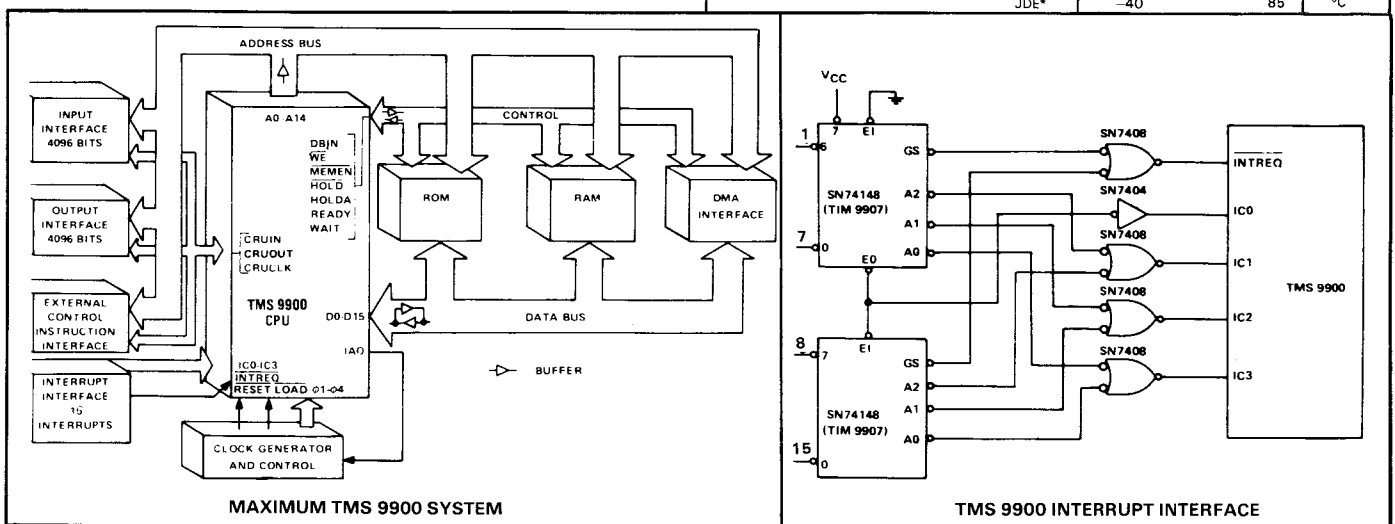 JDE* -40 85 °C
ADDRESS BUS
INPUT
INTERFACE
4096 BITS
OUTPUT
INTERFACE
4096 BITS
EXTERNAL
CONTROL
INSTRUCTION
INTERFACE
INTERRUPT
INTERFACE
INTERRUPTS
A0-A14
DBIN
WE
MEMEN
HOLD
HOLDA
READY
WAIT
CRUIN
CRUOUT
CRUCLK
TMS 9900
CPU
D0-D15
IAQ
IC0-IC3
INTREQ
RESET LOAD Ø1-Ø4
CLOCK GENERATOR
AND CONTROL
CONTROL
ROM
RAM
DMA
INTERFACE
DATA BUS
BUFFER
MAXIMUM TMS 9900 SYSTEM
VCC
7 EI
1
6
GS
SN74148
(TIM 9907)
A2
A1
A0
7
0
E0
8
7
EI
GS
A2
SN74148
(TIM 9907)
A1
A0
15
0
SN7408
SN7404
SN7408
SN7408
SN7408
INTREQ
IC0
IC1
TMS 9900
IC2
IC3
TMS 9900 INTERRUPT INTERFACE